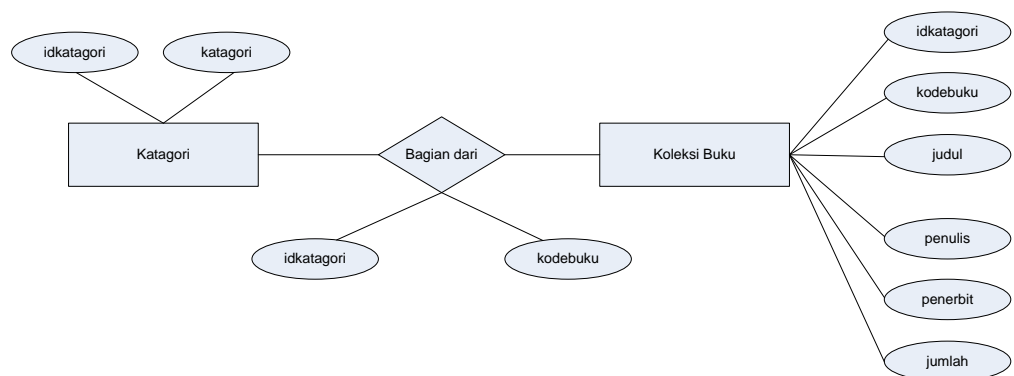 idkatagori
katagori
Katagori
Bagian dari
idkatagori
kodebuku
Koleksi Buku
idkatagori
kodebuku
judul
penulis
penerbit
jumlah